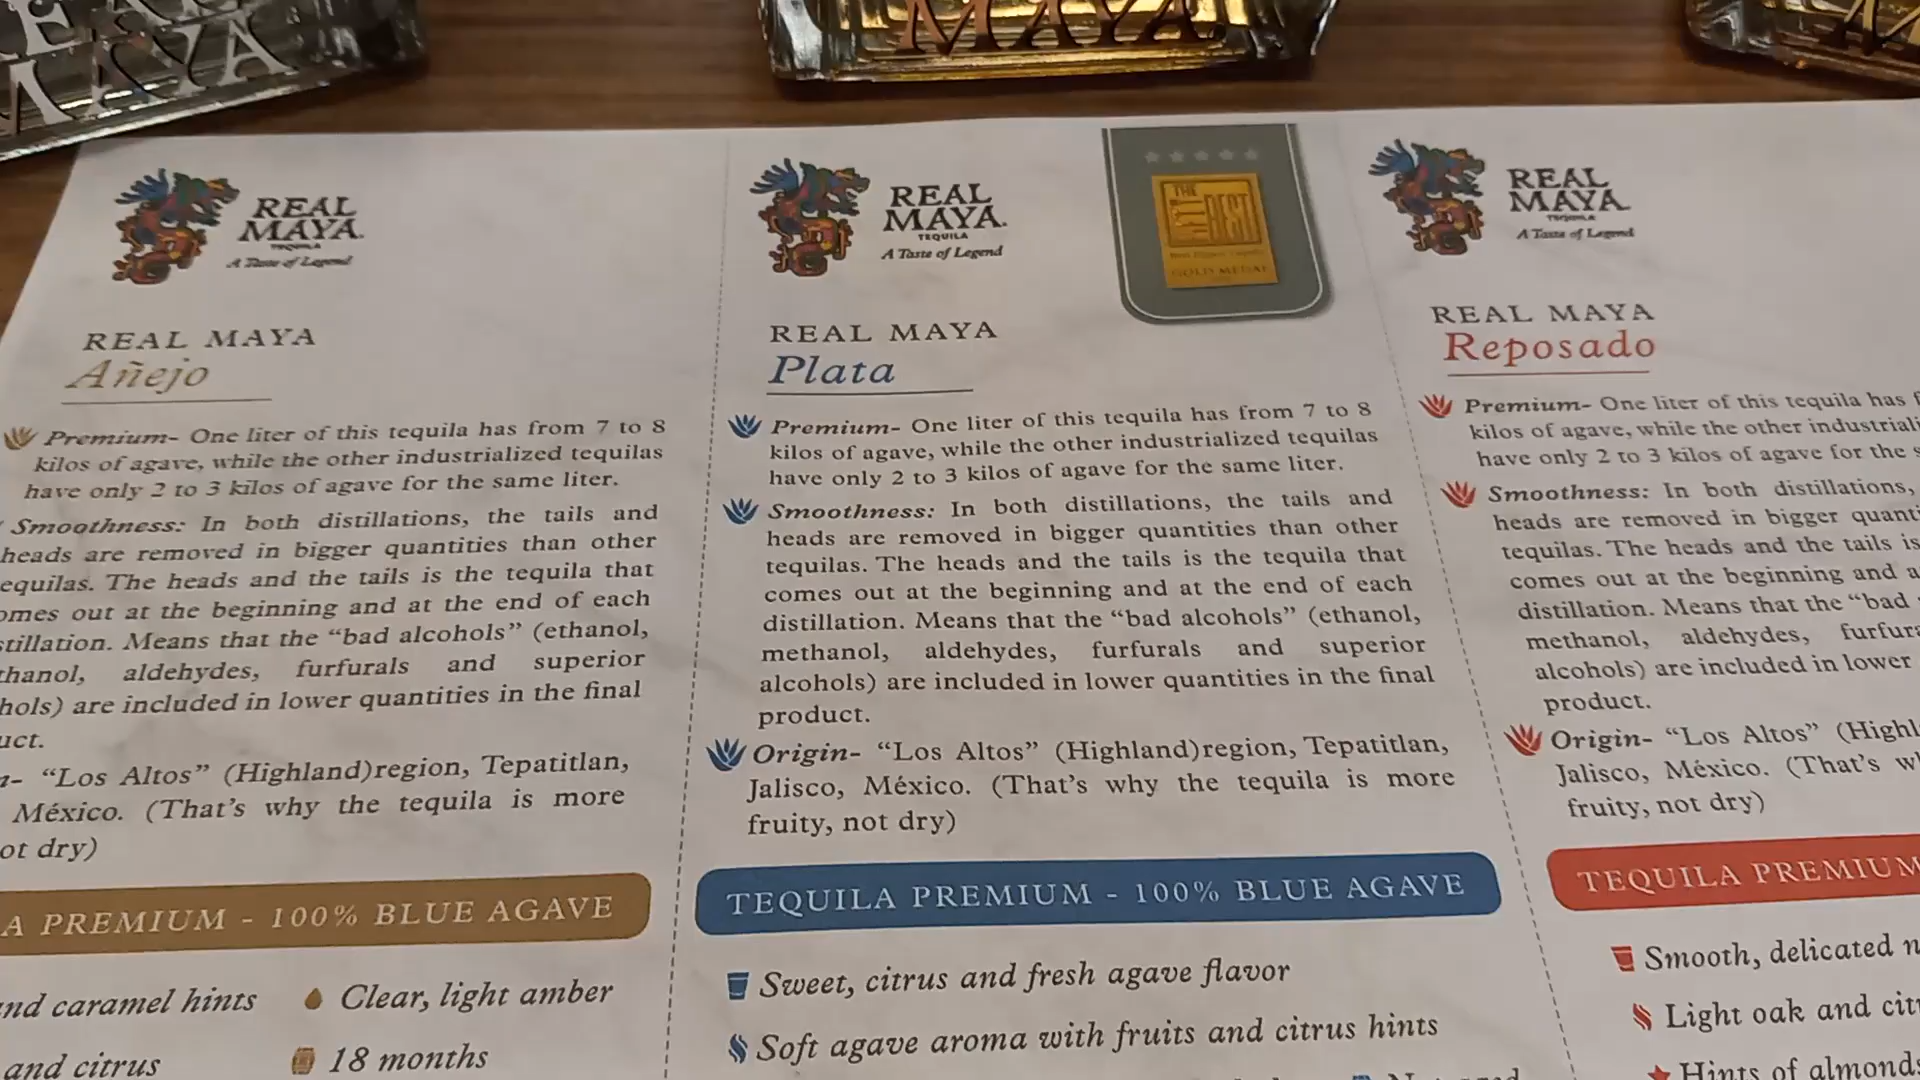 REAL
MAYA
MAYA
REAL
MAYA
TEQUILA
A Taste of Legend
REAL MAYA
Añejo
Premium- One liter of this tequila has from 7 to 8
kilos of agave, while the other industrialized tequilas
have only 2 to 3 kilos of agave for the same liter.
Smoothness: In both distillations, the tails and
heads are removed in bigger quantities than other
equilas. The heads and the tails is the tequila that
omes out at the beginning and at the end of each
stillation. Means that the “bad alcohols” (ethanol,
thanol, aldehydes, furfurals and superior
hols) are included in lower quantities in the final
uct.
n- “Los Altos” (Highland)region, Tepatitlan,
México. (That’s why the tequila is more
ot dry)
A PREMIUM - 100% BLUE AGAVE
nd caramel hints
Clear, light amber
and citrus
18 months
REAL
MAYA.
TEQUILA
A Taste of Legend
THE
BEST
GOLD MEDAL
REAL MAYA
Plata
Premium- One liter of this tequila has from 7 to 8
kilos of agave, while the other industrialized tequilas
have only 2 to 3 kilos of agave for the same liter.
Smoothness: In both distillations, the tails and
heads are removed in bigger quantities than other
tequilas. The heads and the tails is the tequila that
comes out at the beginning and at the end of each
distillation. Means that the “bad alcohols” (ethanol,
methanol, aldehydes, furfurals and superior
alcohols) are included in lower quantities in the final
product.
Origin- “Los Altos” (Highland)region, Tepatitlan,
Jalisco, México. (That’s why the tequila is more
fruity, not dry)
TEQUILA PREMIUM - 100% BLUE AGAVE
Sweet, citrus and fresh agave flavor
Soft agave aroma with fruits and citrus hints
REAL
MAYA
TEQUILA
A Taste of Legend
REAL MAYA
Reposado
Premium- One liter of this tequila has f
kilos of agave, while the other industriali
have only 2 to 3 kilos of agave for the s
Smoothness: In both distillations,
heads are removed in bigger quanti
tequilas. The heads and the tails is
comes out at the beginning and a
distillation. Means that the “bad
methanol, aldehydes, furfura
alcohols) are included in lower
product.
Origin- “Los Altos” (Highl
Jalisco, México. (That’s wh
fruity, not dry)
TEQUILA PREMIUM
Smooth, delicated n
Light oak and citr
Hints of almonds